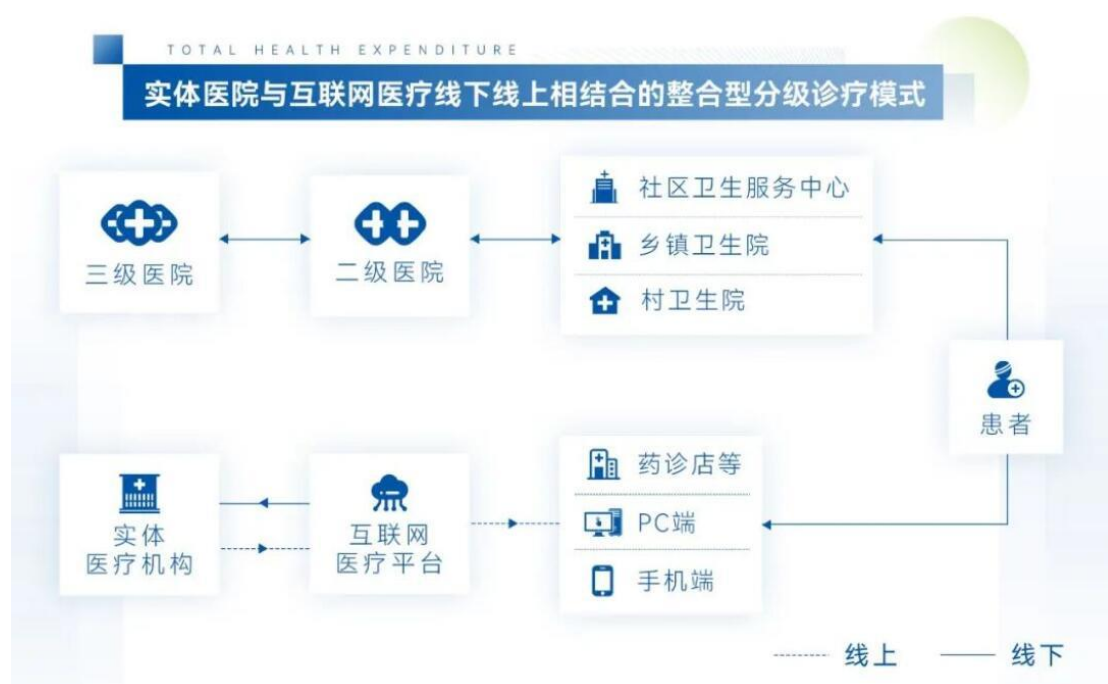 TOTAL HEALTH EXPENDITURE
实体医院与互联网医疗线下线上相结合的整合型分级诊疗模式
三级医院
二级医院
社区卫生服务中心
乡镇卫生院
村卫生院
患者
实体
医疗机构
互联网
医疗平台
药诊店等
PC端
手机端
线上
线下